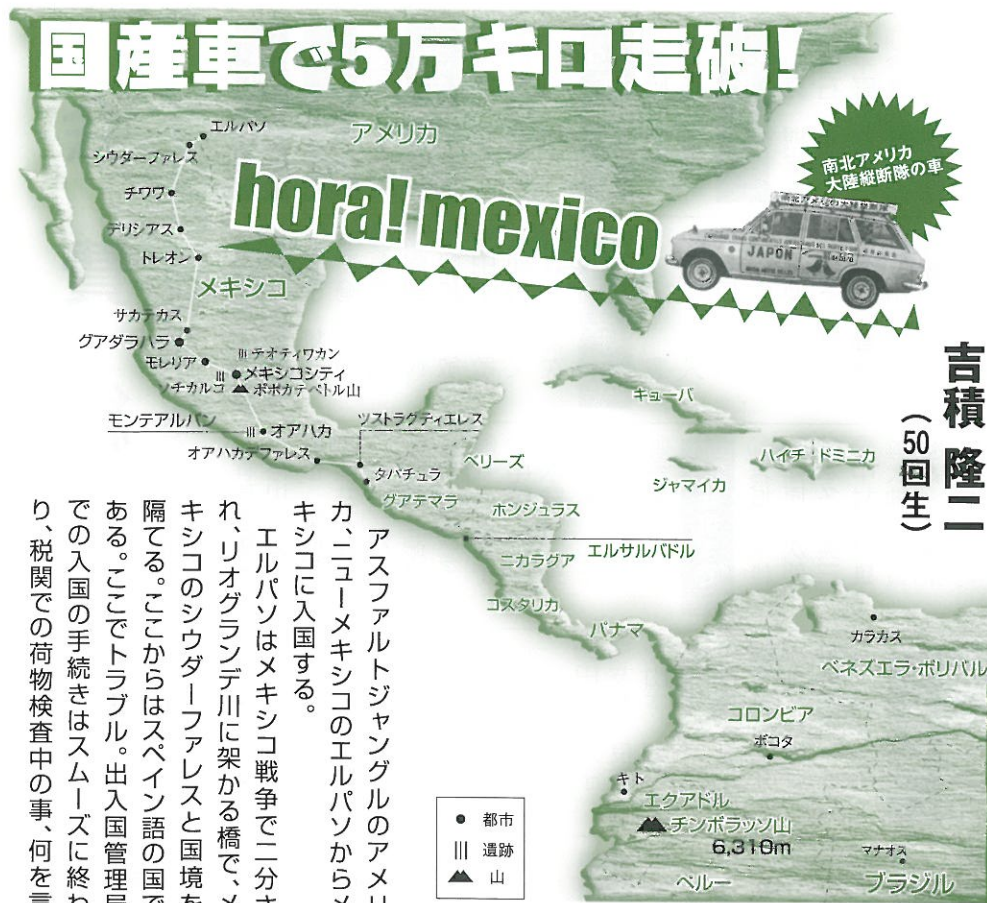 国産車で5万キロ走破!
hora! mexico
南北アメリカ
大陸縦断隊の車
JAPON
吉積 隆二
(50回生)
アメリカ
エルパソ
シウダーファレス
チワワ
デリシアス
トレオン
メキシコ
サカテカス
グアダラハラ
モレリア
テオティワカン
メキシコシティ
ソチカルコ
ポポカテペトル山
モンテアルバン
オアハカ
ツストラグティエレス
オアハカデファレス
タパチュラ
ベリーズ
グアテマラ
ホンジュラス
エルサルバドル
ニカラグア
コスタリカ
パナマ
キューバ
ジャマイカ
ハイチ
ドミニカ
カラカス
ベネズエラ・ボリバル
コロンビア
ボコタ
キト
エクアドル
チンボラッソ山
6,310m
マナオス
ペルー
ブラジル
都市
遺跡
山
アスファルトジャングルのアメリ
カ、ニューメキシコのエルパソからメ
キシコに入国する。
エルパソはメキシコ戦争で二分さ
れ、リオグランデ川に架かる橋で、メ
キシコのシウダーファレスと国境を
隔てる。ここからはスペイン語の国で
ある。ここでトラブル。出入国管理局
での入国の手続きはスムーズに終わ
り、税関での荷物検査中の事、何を言